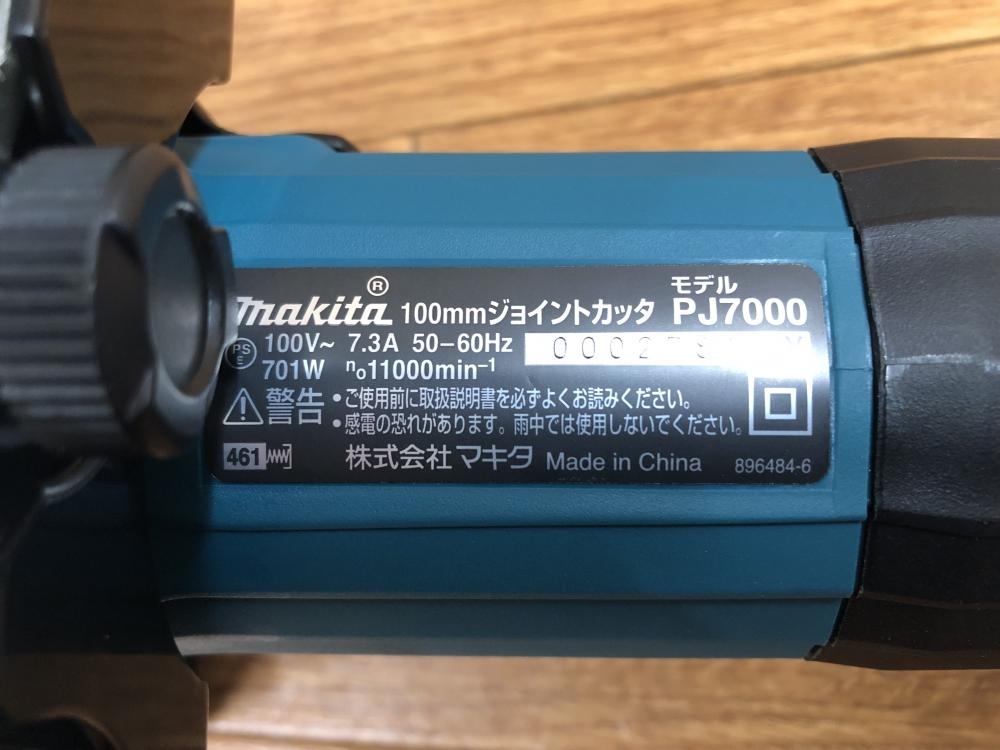 makita® 100mmジョイントカッタ モデル PJ7000
PS E 100V~ 7.3A 50-60Hz
701W n₀11000min⁻¹
警告 •ご使用前に取扱説明書を必ずよくお読みください。
•感電の恐れがあります。雨中では使用しないでください。
461 株式会社マキタ Made in China 896484-6